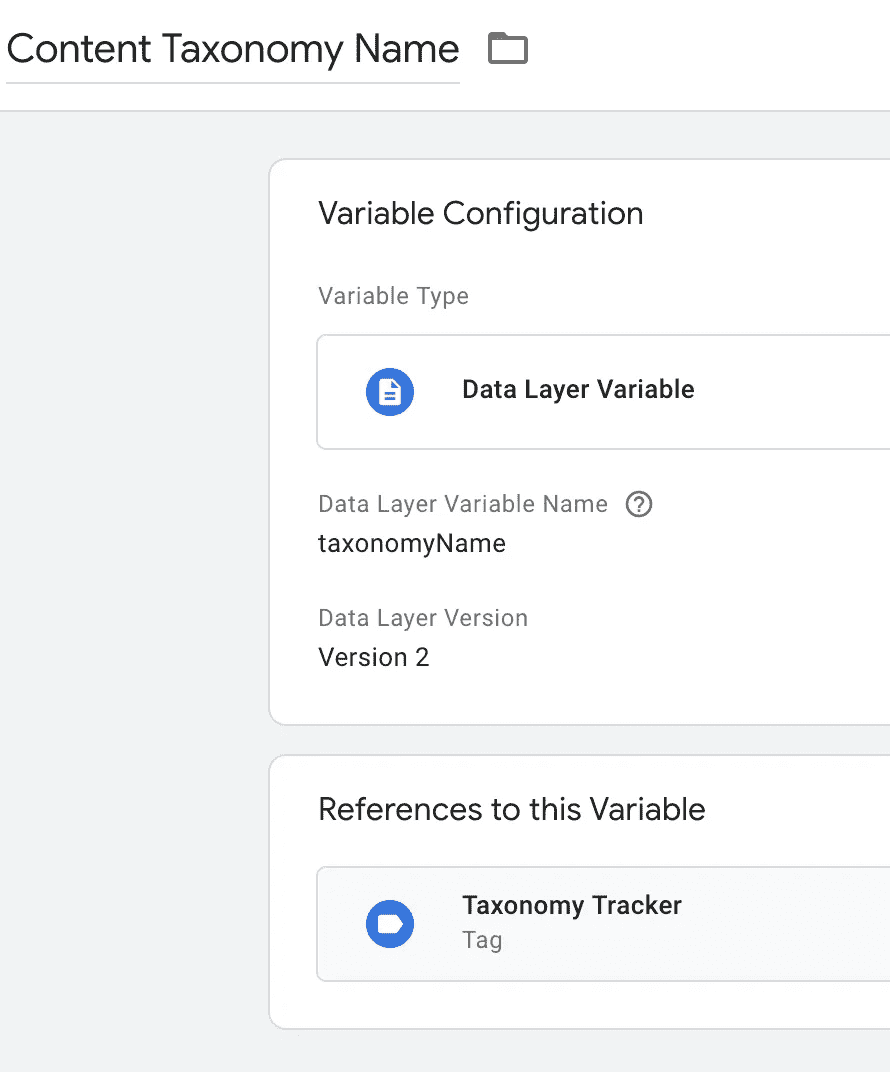 Content Taxonomy Name
Variable Configuration
Variable Type
Data Layer Variable
Data Layer Variable Name
taxonomyName
Data Layer Version
Version 2
References to this Variable
Taxonomy Tracker
Tag